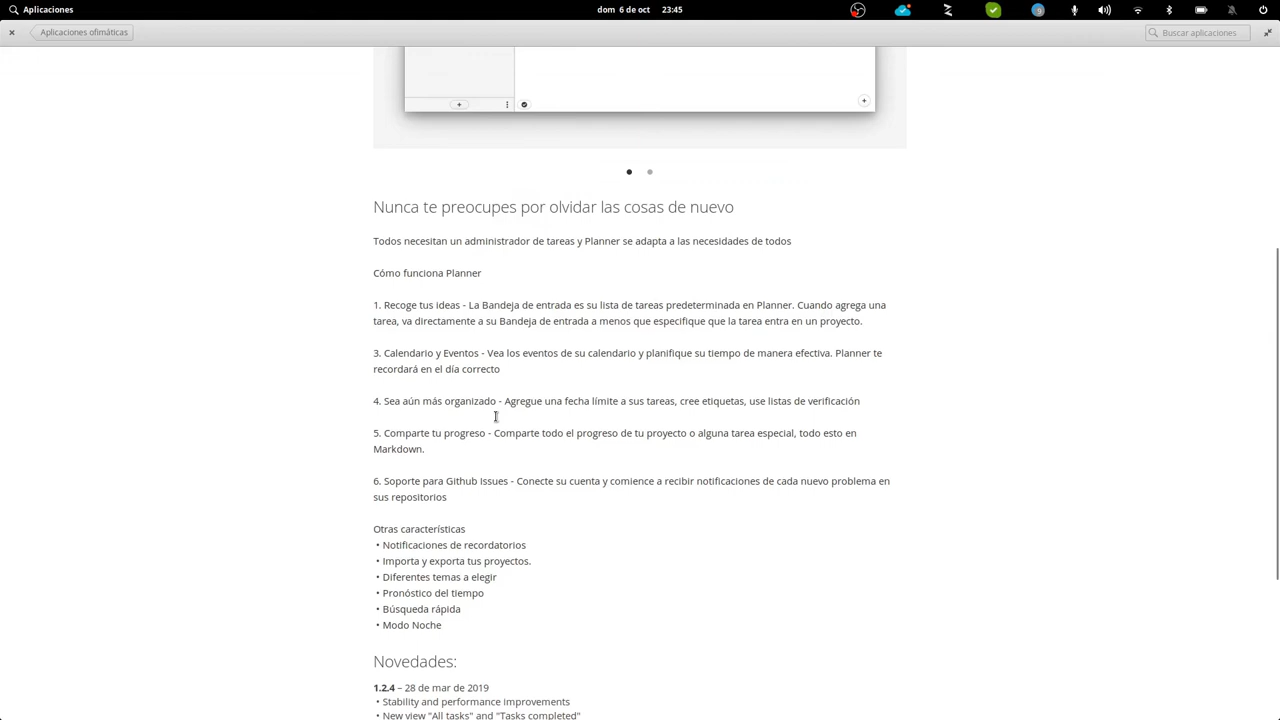 Aplicaciones
dom 6 de oct 23:45
Aplicaciones ofimáticas
Buscar aplicaciones
Nunca te preocupes por olvidar las cosas de nuevo
Todos necesitan un administrador de tareas y Planner se adapta a las necesidades de todos
Cómo funciona Planner
1. Recoge tus ideas - La Bandeja de entrada es su lista de tareas predeterminada en Planner. Cuando agrega una
tarea, va directamente a su Bandeja de entrada a menos que especifique que la tarea entra en un proyecto.
3. Calendario y Eventos - Vea los eventos de su calendario y planifique su tiempo de manera efectiva. Planner te
recordará en el día correcto
4. Sea aún más organizado - Agregue una fecha límite a sus tareas, cree etiquetas, use listas de verificación
5. Comparte tu progreso - Comparte todo el progreso de tu proyecto o alguna tarea especial, todo esto en
Markdown.
6. Soporte para Github Issues - Conecte su cuenta y comience a recibir notificaciones de cada nuevo problema en
sus repositorios
Otras características
• Notificaciones de recordatorios
• Importa y exporta tus proyectos.
• Diferentes temas a elegir
• Pronóstico del tiempo
• Búsqueda rápida
• Modo Noche
Novedades:
1.2.4 – 28 de mar de 2019
• Stability and performance improvements
• New view "All tasks" and "Tasks completed"